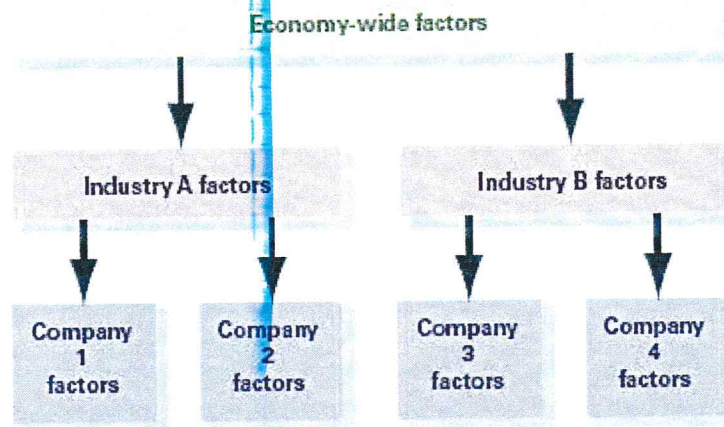 Economy-wide factors
Industry A factors
Industry B factors
Company
1
factors
Company
2
factors
Company
3
factors
Company
4
factors